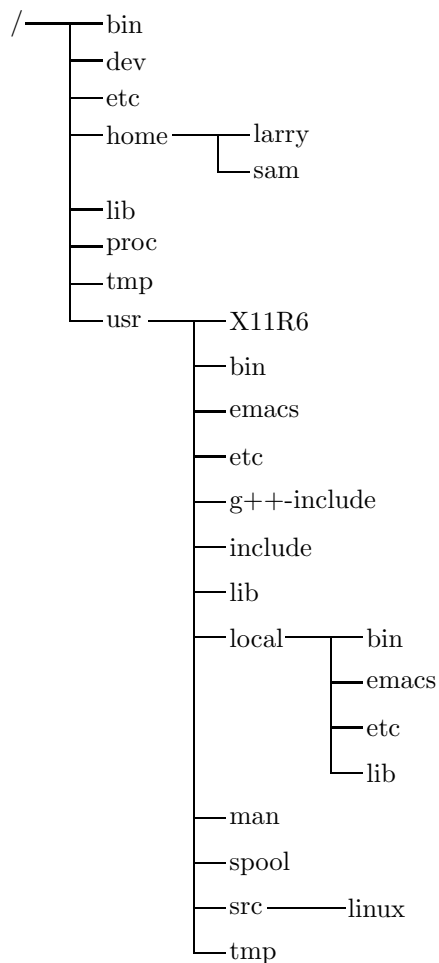 / bin
dev
etc
home larry
sam
lib
proc
tmp
usr X11R6
bin
emacs
etc
g++-include
include
lib
local bin
emacs
etc
lib
man
spool
src linux
tmp